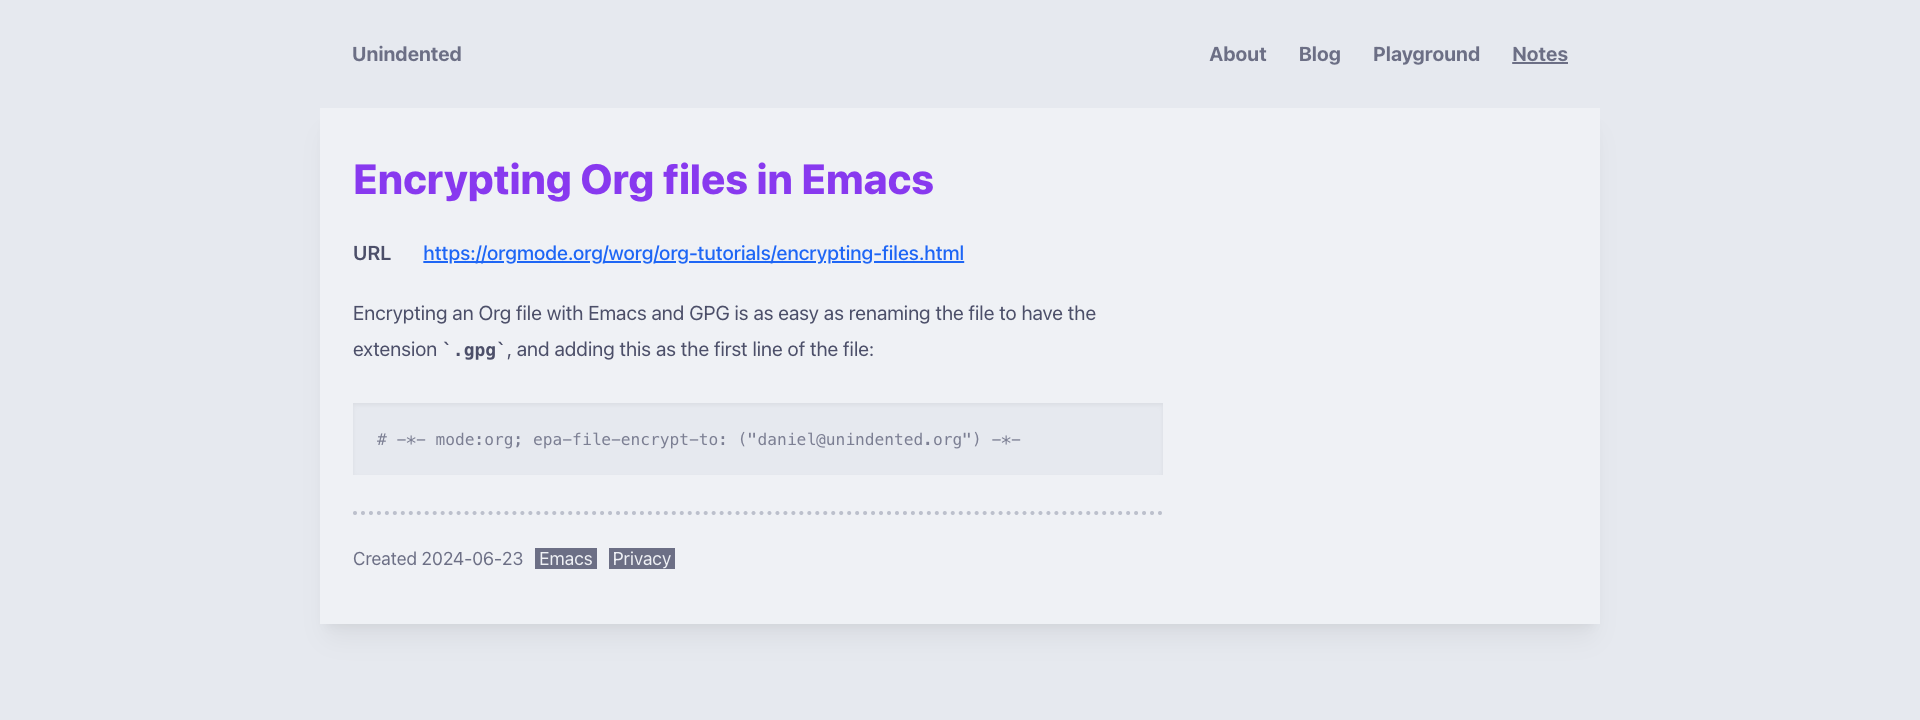 Unindented About Blog Playground Notes
Encrypting Org files in Emacs
URL https://orgmode.org/worg/org-tutorials/encrypting-files.html
Encrypting an Org file with Emacs and GPG is as easy as renaming the file to have the
extension `.gpg`, and adding this as the first line of the file:
# -*- mode:org; epa-file-encrypt-to: ("daniel@unindented.org") -*-
Created 2024-06-23 Emacs Privacy